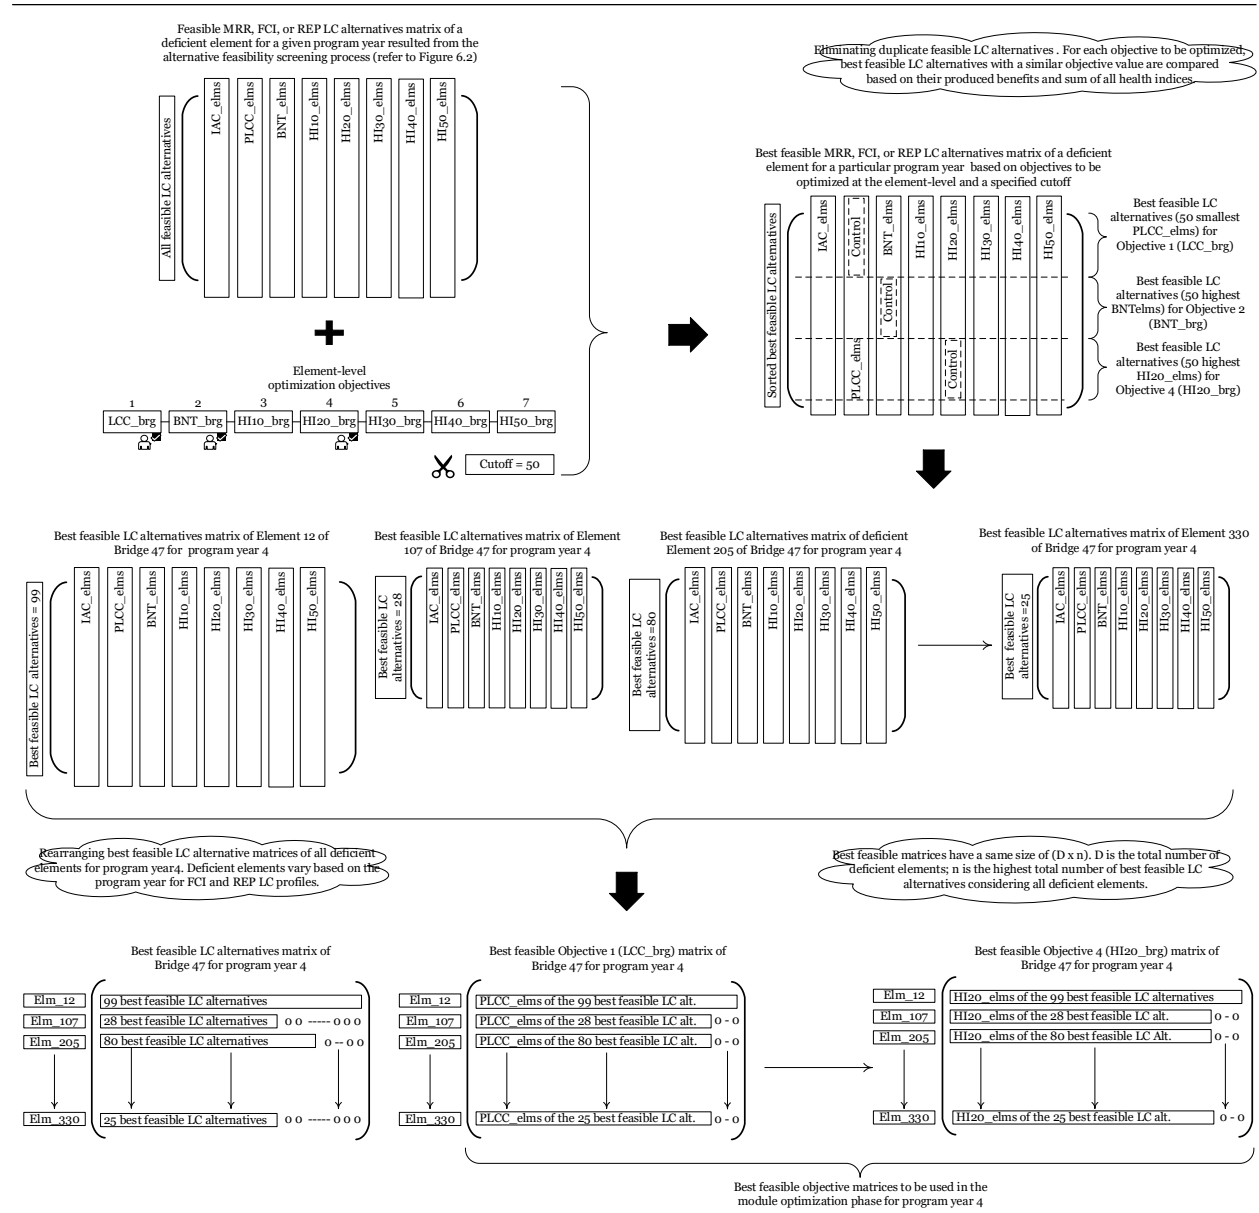 Feasible MRR, FCI, or REP LC alternatives matrix of a
deficient element for a given program year resulted from the
alternative feasibility screening process (refer to Figure 6.2)
All feasible LC alternatives
IAC_elms
PLCC_elms
BNT_elms
HI10_elms
HI20_elms
HI30_elms
HI40_elms
HI50_elms
Element-level
optimization objectives
1
2
3
4
5
6
7
LCC_brg
BNT_brg
HI10_brg
HI20_brg
HI30_brg
HI40_brg
HI50_brg
Cutoff = 50
Eliminating duplicate feasible LC alternatives . For each objective to be optimized,
best feasible LC alternatives with a similar objective value are compared
based on their produced benefits and sum of all health indices.
Best feasible MRR, FCI, or REP LC alternatives matrix of a deficient
element for a particular program year based on objectives to be
optimized at the element-level and a specified cutoff
Sorted best feasible LC alternatives
IAC_elms
Control
BNT_elms
HI10_elms
HI20_elms
HI30_elms
HI40_elms
HI50_elms
Control
PLCC_elms
Control
Best feasible LC
alternatives (50 smallest
PLCC_elms) for
Objective 1 (LCC_brg)
Best feasible LC
alternatives (50 highest
BNTelms) for Objective 2
(BNT_brg)
Best feasible LC
alternatives (50 highest
HI20_elms) for
Objective 4 (HI20_brg)
Best feasible LC alternatives matrix of Element 12 of
Bridge 47 for program year 4
Best feasible LC alternatives = 99
IAC_elms
PLCC_elms
BNT_elms
HI10_elms
HI20_elms
HI30_elms
HI40_elms
HI50_elms
Best feasible LC alternatives matrix of Element
107 of Bridge 47 for program year 4
Best feasible LC
alternatives = 28
IAC_elms
PLCC_elms
BNT_elms
HI10_elms
HI20_elms
HI30_elms
HI40_elms
HI50_elms
Best feasible LC alternatives matrix of deficient
Element 205 of Bridge 47 for program year 4
Best feasible LC
alternatives =80
IAC_elms
PLCC_elms
BNT_elms
HI10_elms
HI20_elms
HI30_elms
HI40_elms
HI50_elms
Best feasible LC alternatives matrix of Element 330
of Bridge 47 for program year 4
Best feasible LC
alternatives =25
IAC_elms
PLCC_elms
BNT_elms
HI10_elms
HI20_elms
HI30_elms
HI40_elms
HI50_elms
Rearranging best feasible LC alternative matrices of all deficient
elements for program year4. Deficient elements vary based on the
program year for FCI and REP LC profiles.
Best feasible matrices have a same size of (D x n). D is the total number of
deficient elements; n is the highest total number of best feasible LC
alternatives considering all deficient elements.
Best feasible LC alternatives matrix of
Bridge 47 for program year 4
Elm_12
99 best feasible LC alternatives
Elm_107
28 best feasible LC alternatives
0 0 ----- 0 0 0
Elm_205
80 best feasible LC alternatives
0 -- 0 0
Elm_330
25 best feasible LC alternatives
0 0 ----- 0 0 0
Best feasible Objective 1 (LCC_brg) matrix of
Bridge 47 for program year 4
Elm_12
PLCC_elms of the 99 best feasible LC alt.
Elm_107
PLCC_elms of the 28 best feasible LC alt.
0 - 0
Elm_205
PLCC_elms of the 80 best feasible LC alt.
0 - 0
Elm_330
PLCC_elms of the 25 best feasible LC alt.
0 - 0
Best feasible Objective 4 (HI20_brg) matrix of
Bridge 47 for program year 4
Elm_12
HI20_elms of the 99 best feasible LC alternatives
Elm_107
HI20_elms of the 28 best feasible LC alt.
0 - 0
Elm_205
HI20_elms of the 80 best feasible LC Alt.
0 - 0
Elm_330
HI20_elms of the 25 best feasible LC alt.
0 - 0
Best feasible objective matrices to be used in the
module optimization phase for program year 4